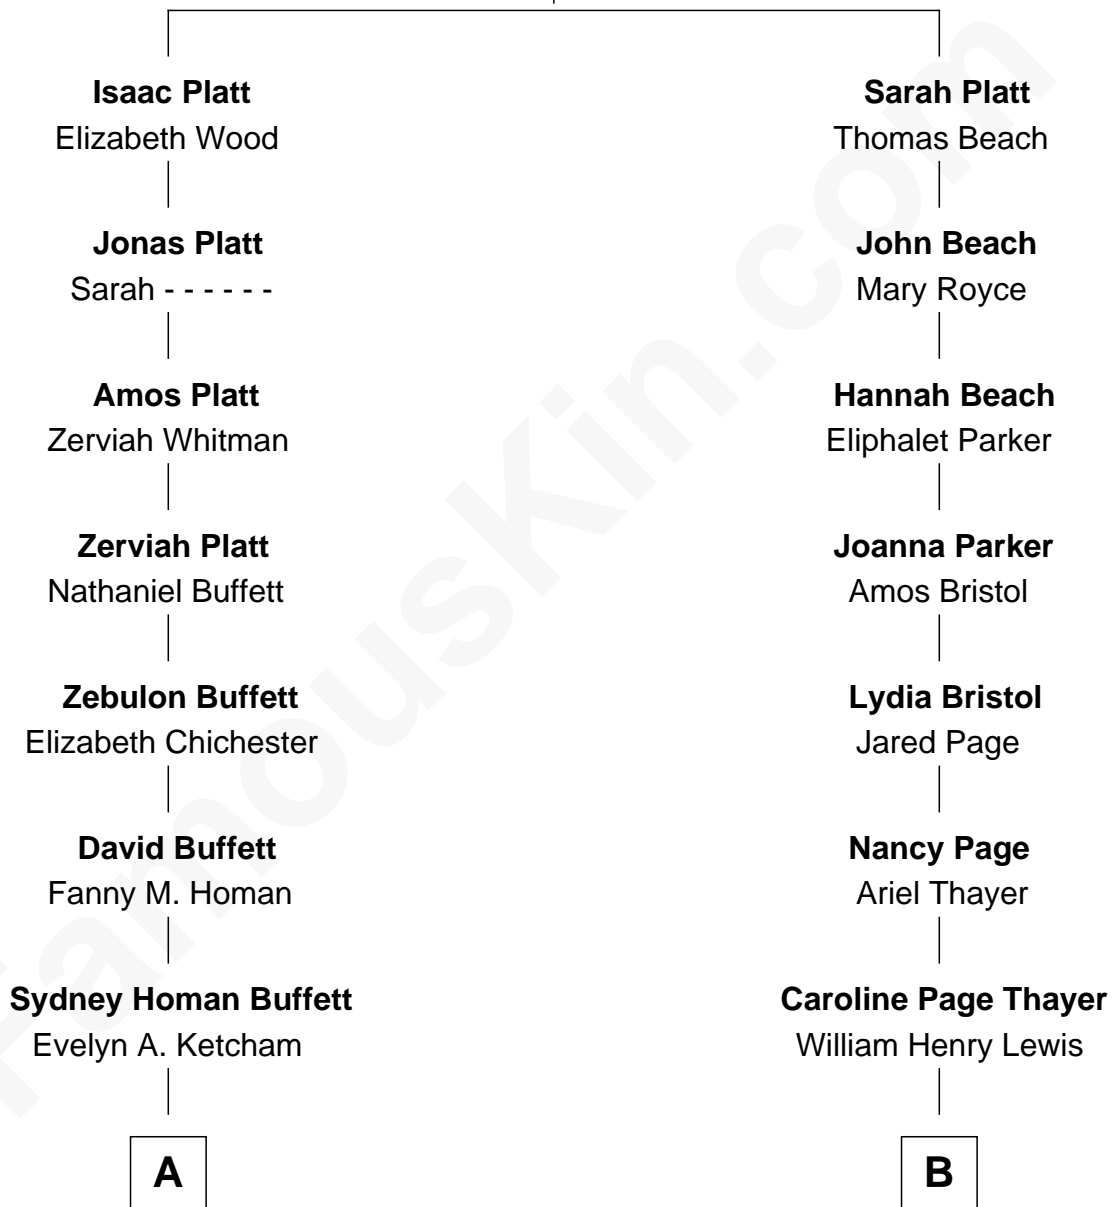 Isaac Platt
Elizabeth Wood
Jonas Platt
Sarah - - - - - -
Amos Platt
Zerviah Whitman
Zerviah Platt
Nathaniel Buffett
Zebulon Buffett
Elizabeth Chichester
David Buffett
Fanny M. Homan
Sydney Homan Buffett
Evelyn A. Ketcham
A
Sarah Platt
Thomas Beach
John Beach
Mary Royce
Hannah Beach
Eliphalet Parker
Joanna Parker
Amos Bristol
Lydia Bristol
Jared Page
Nancy Page
Ariel Thayer
Caroline Page Thayer
William Henry Lewis
B
FamousKin.com